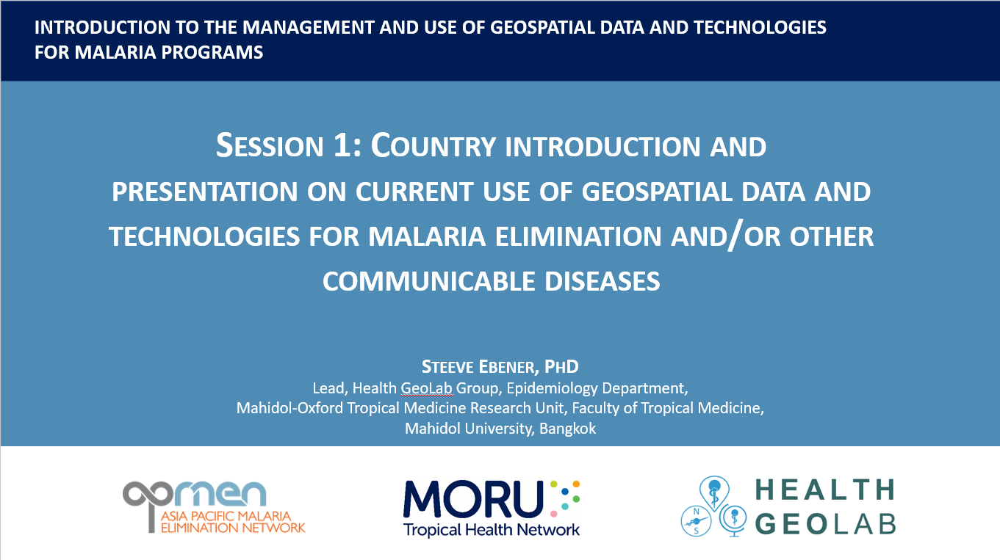 INTRODUCTION TO THE MANAGEMENT AND USE OF GEOSPATIAL DATA AND TECHNOLOGIES
FOR MALARIA PROGRAMS
SESSION 1: COUNTRY INTRODUCTION AND
PRESENTATION ON CURRENT USE OF GEOSPATIAL DATA AND
TECHNOLOGIES FOR MALARIA ELIMINATION AND/OR OTHER
COMMUNICABLE DISEASES
STEEVE EBENER, PHD
Lead, Health GeoLab Group, Epidemiology Department,
Mahidol-Oxford Tropical Medicine Research Unit, Faculty of Tropical Medicine,
Mahidol University, Bangkok
apmen
ASIA PACIFIC MALARIA
ELIMINATION NETWORK
MORU
Tropical Health Network
N
S
HEALTH
GEOLAB